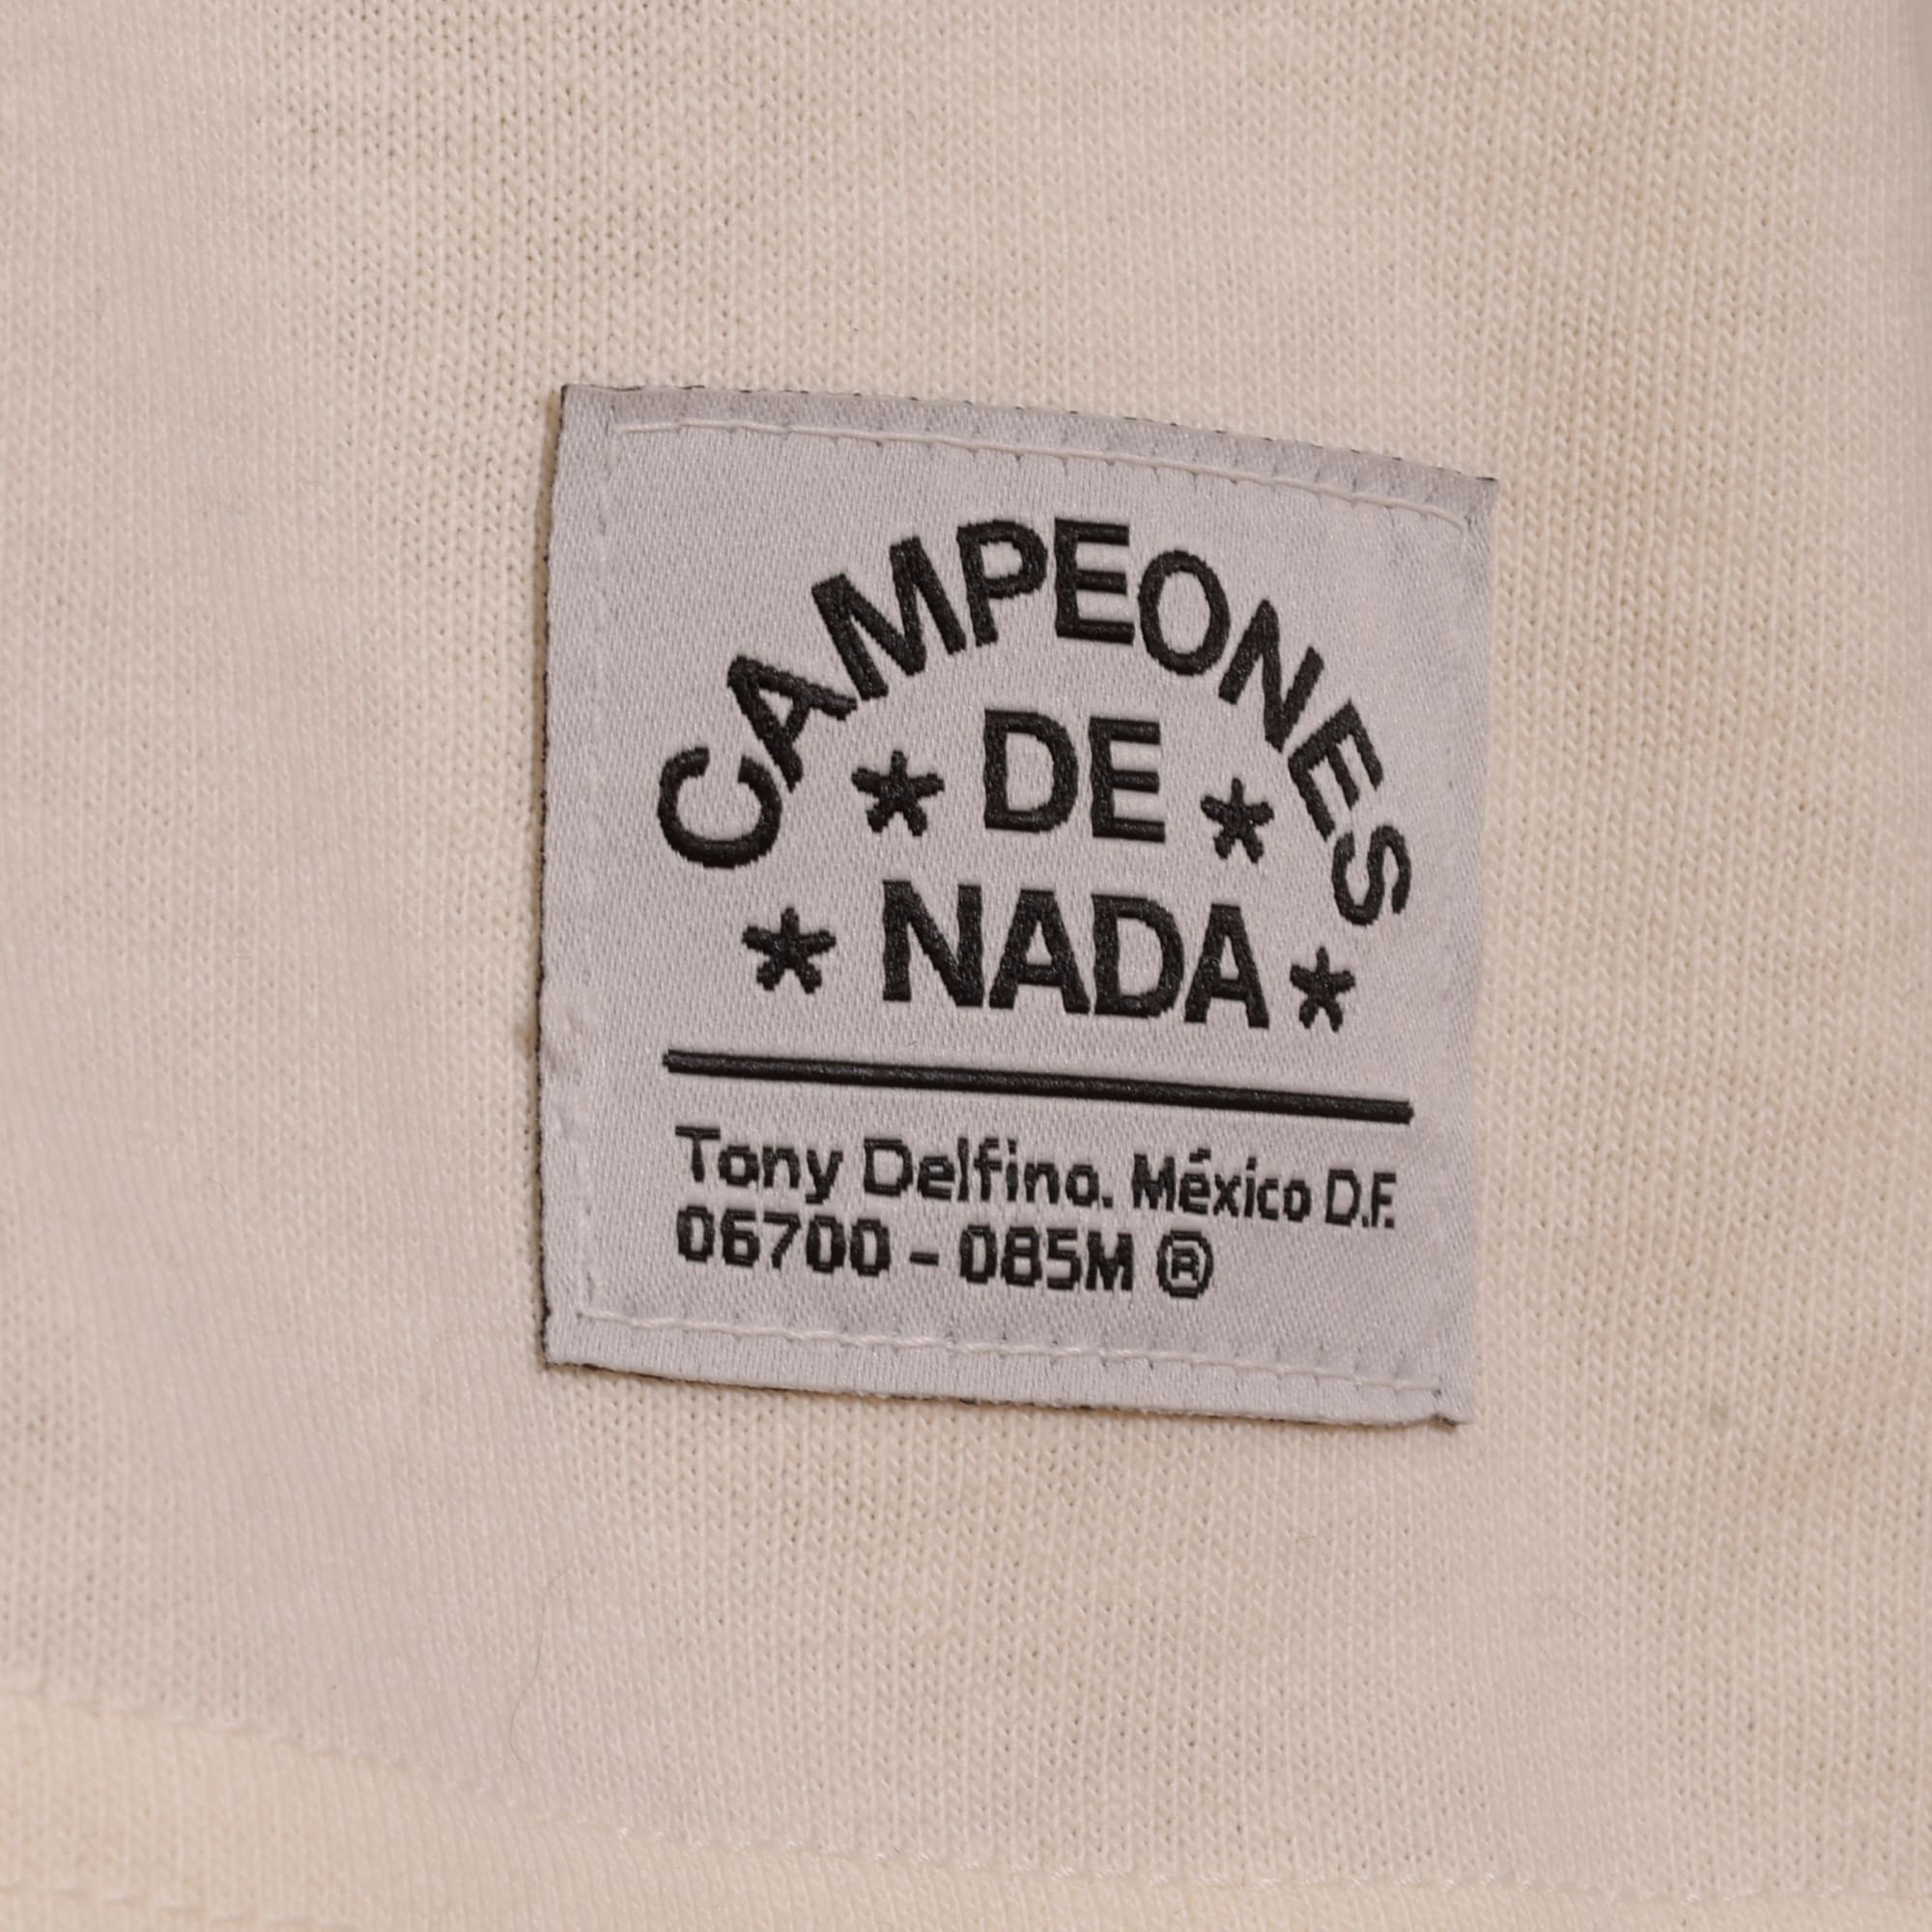 CAMPEONES
* DE *
* NADA *
Tony Delfino. México D.F.
06700 - 085M ®